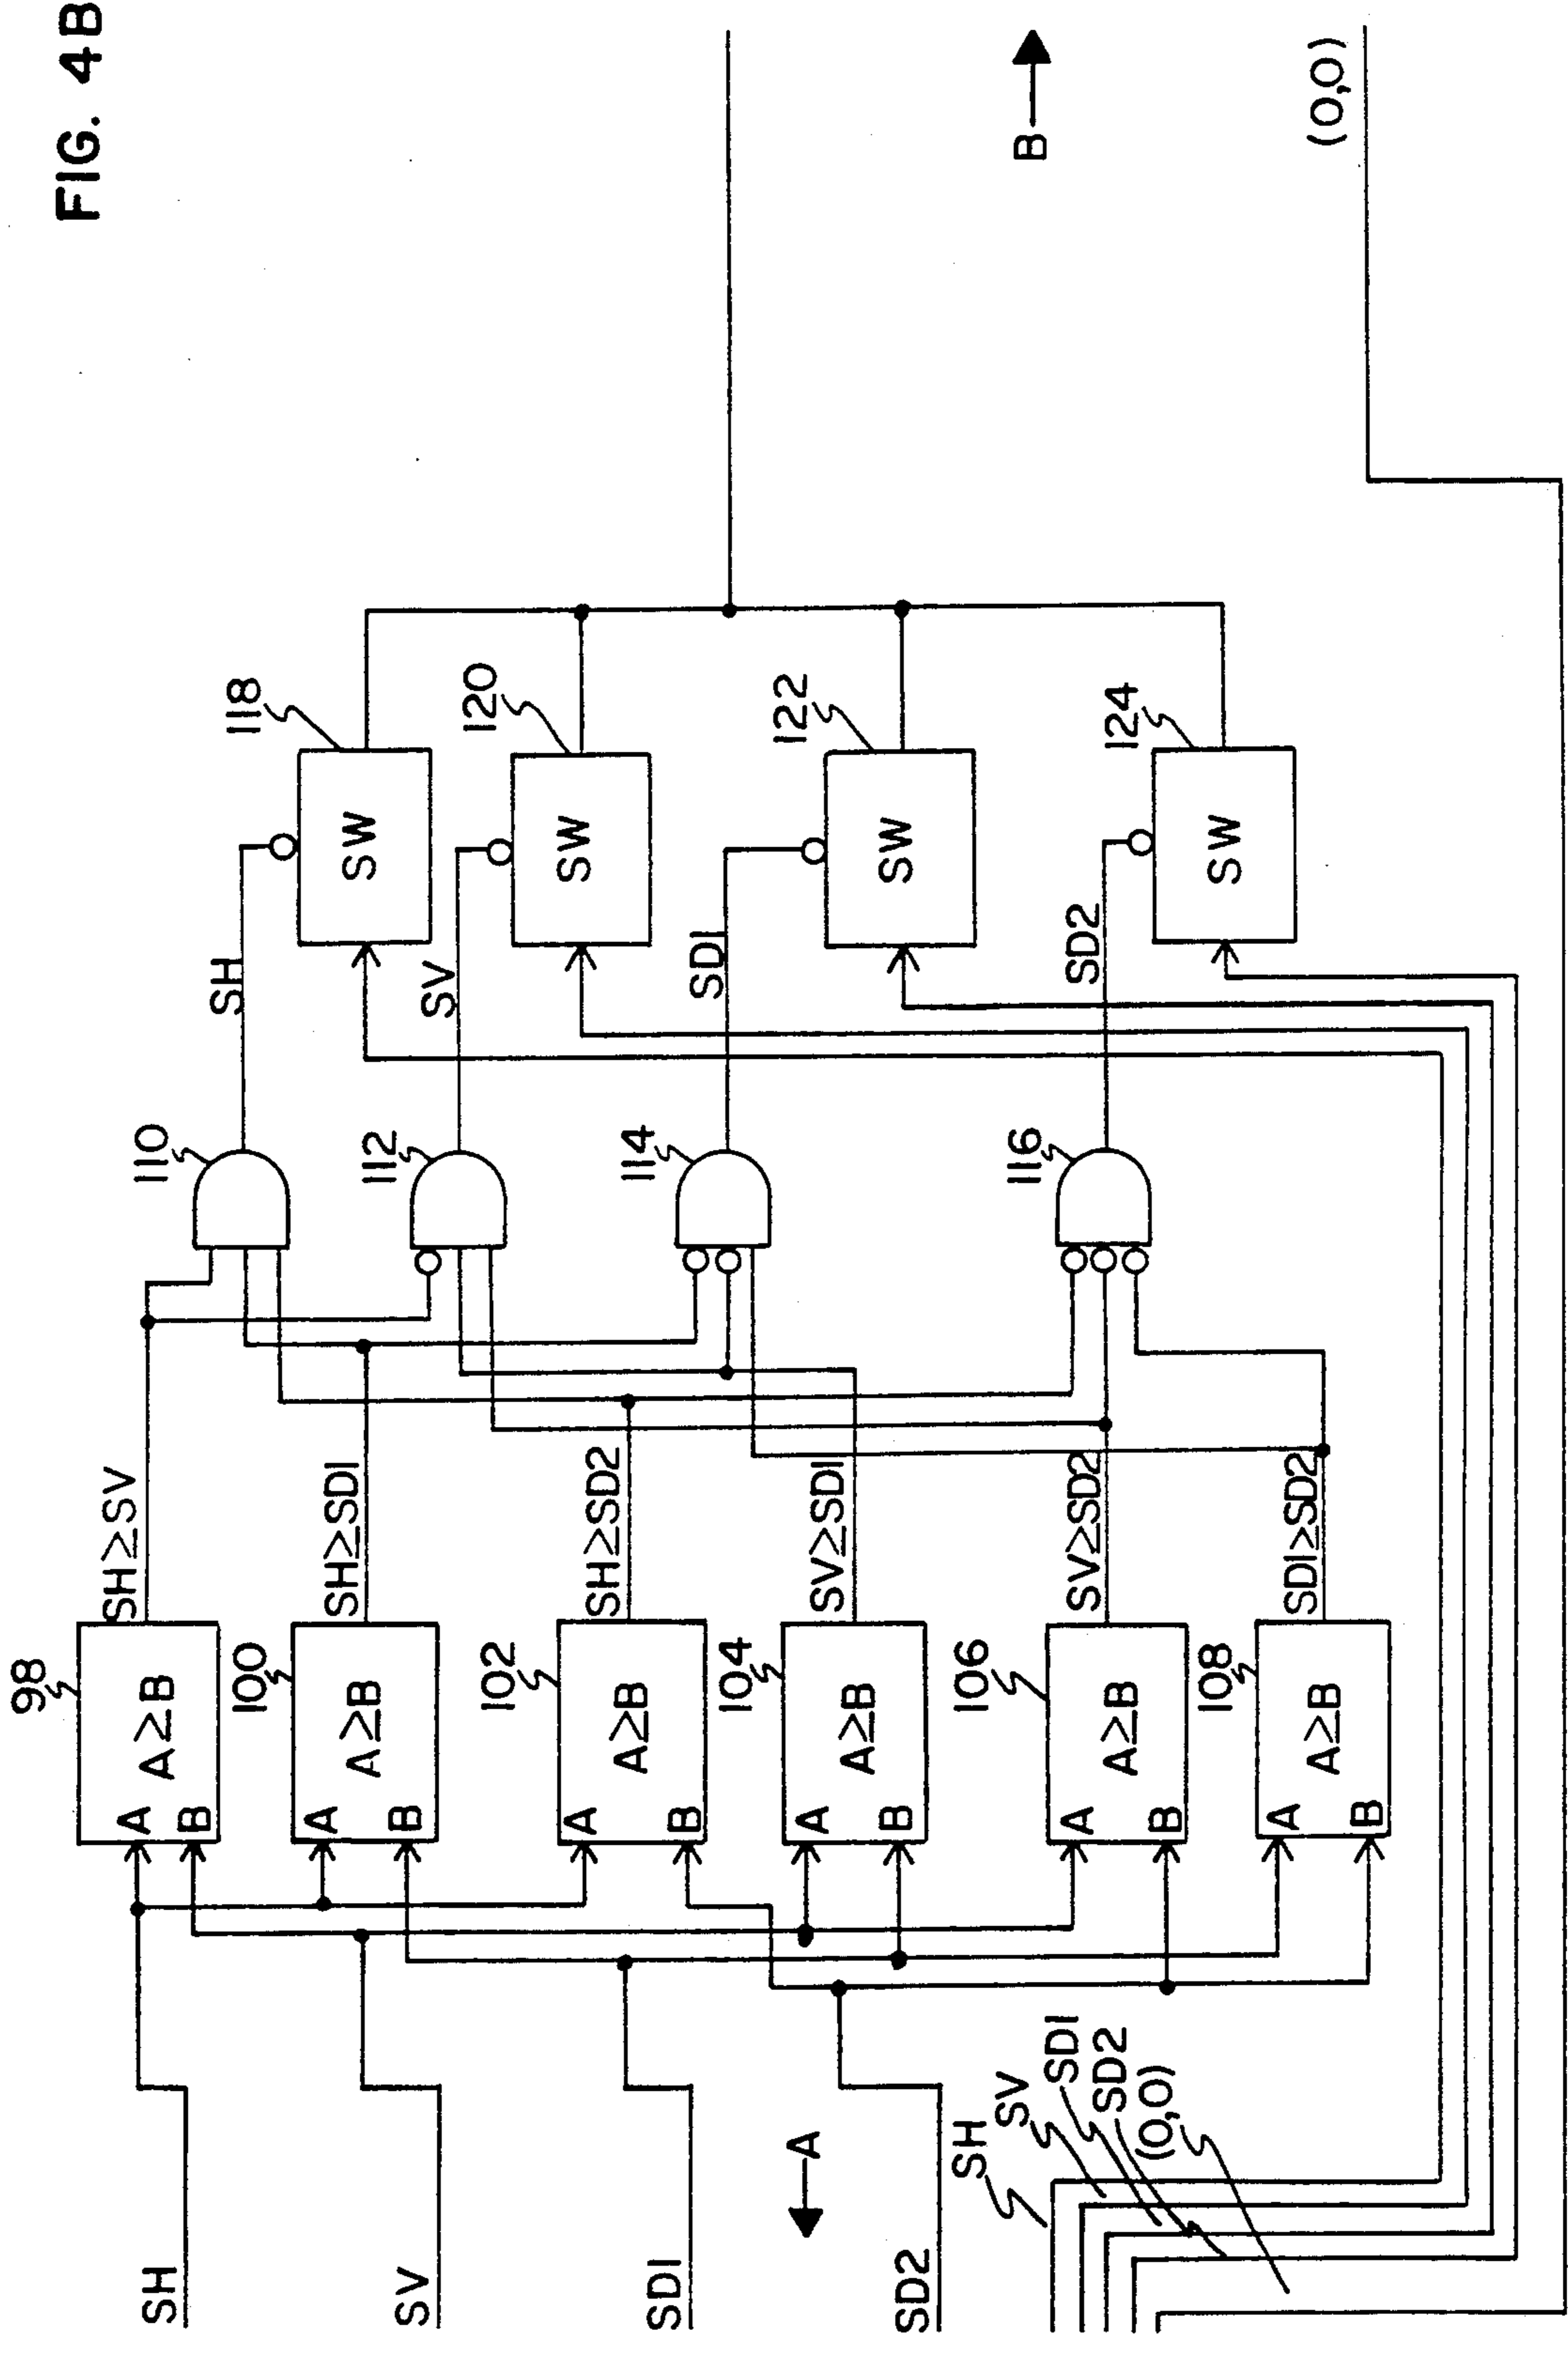 FIG. 4B
SH
SV
SD1
SD2
←A
SH
SV
SD1
SD2
(0,0)
98
A
B
A≥B
SH≥SV
100
A
B
A≥B
SH≥SD1
102
A
B
A≥B
SH≥SD2
104
A
B
A≥B
SV≥SD1
106
A
B
A≥B
SV≥SD2
108
A
B
A≥B
SD1≥SD2
110
112
114
116
SH
SV
SD1
SD2
118
SW
120
SW
122
SW
124
SW
B→
(0,0)